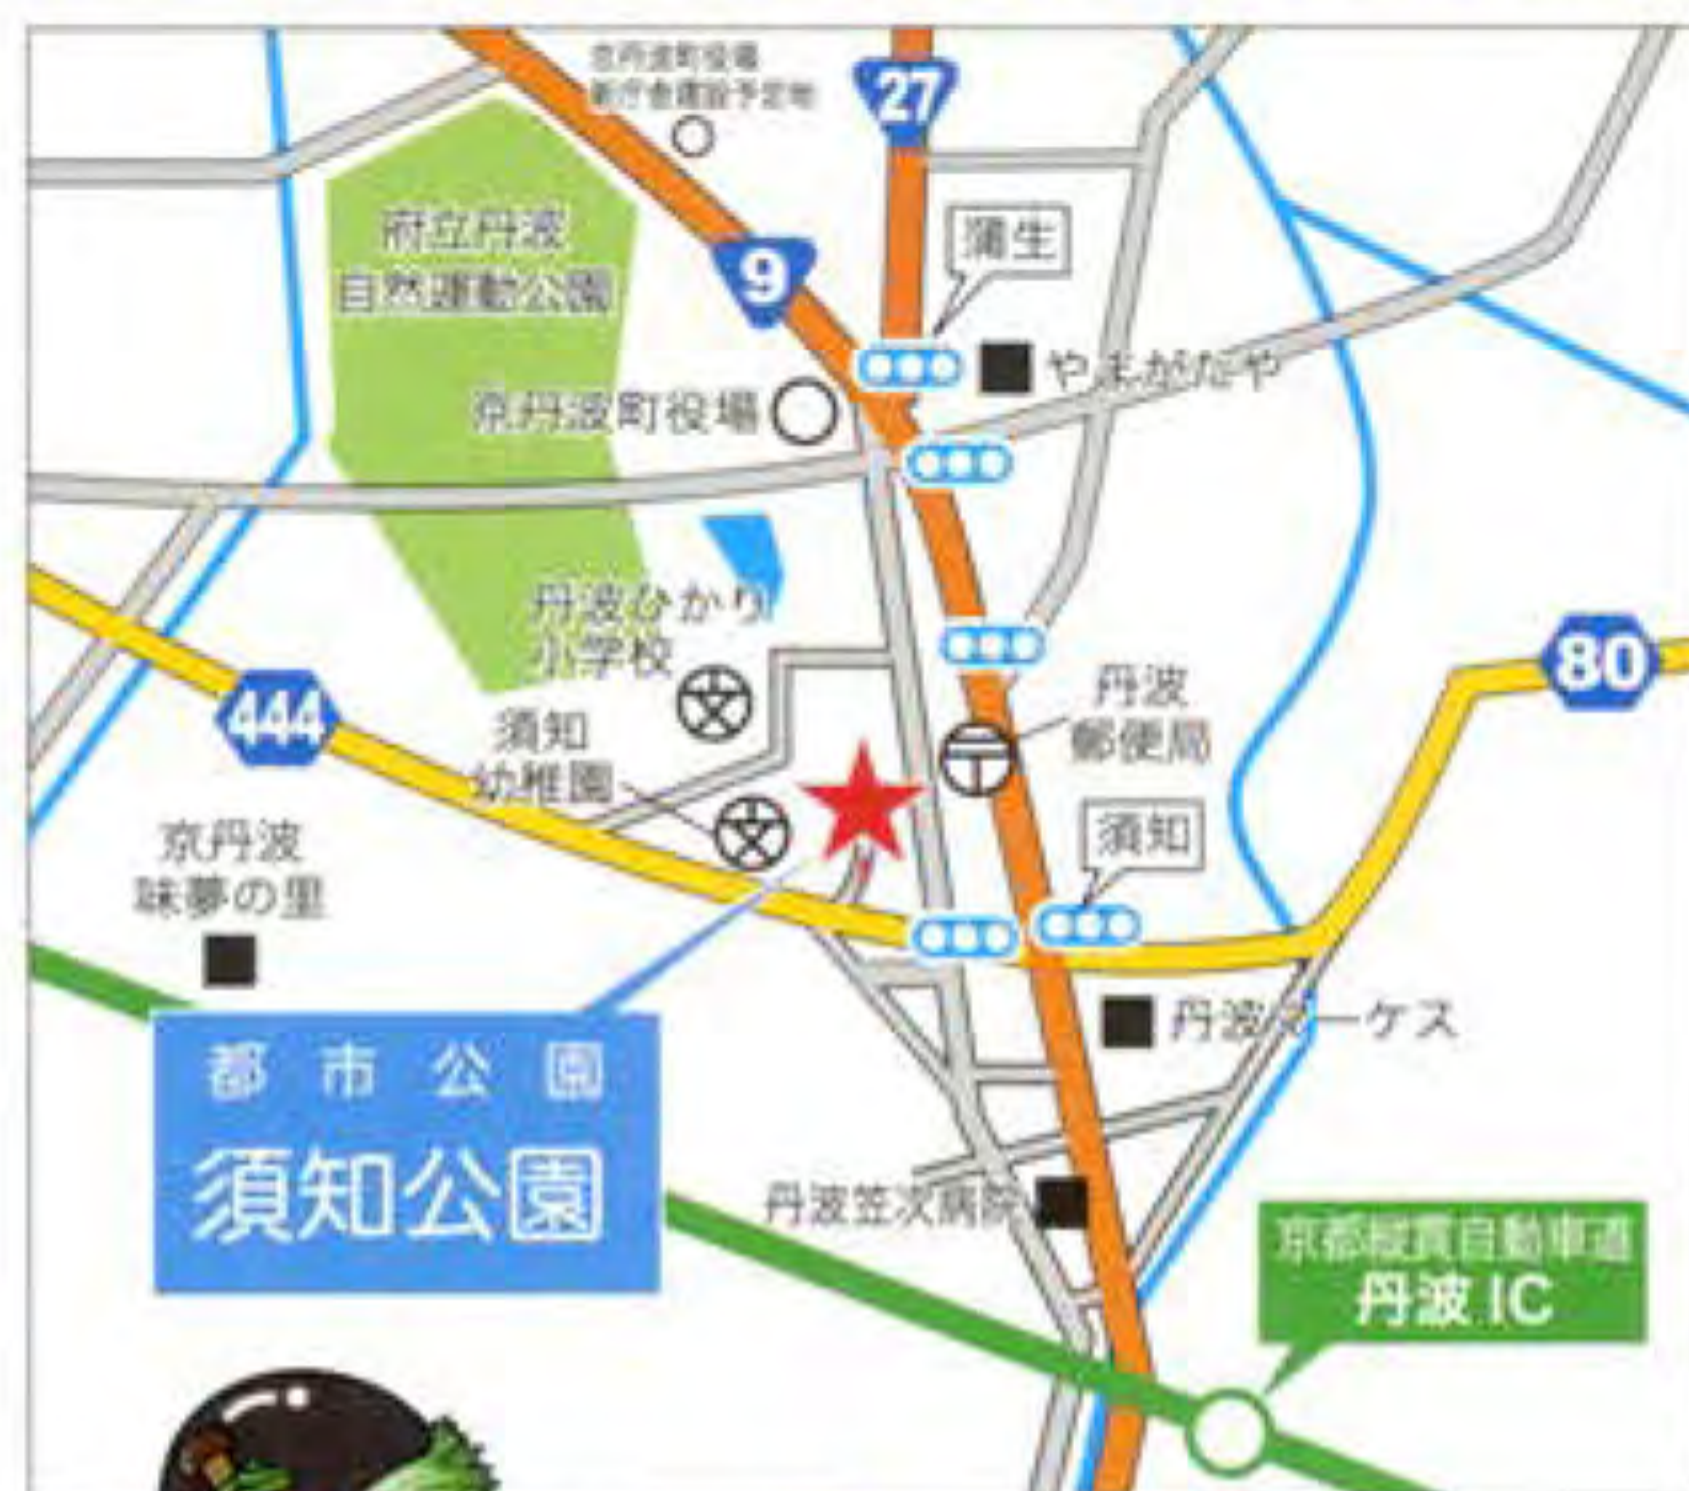 京丹波町役場
新庁舎建設予定地
27
府立丹波
自然運動公園
9
蒲生
やまがたや
京丹波町役場
丹波ひかり
小学校
文
80
444
須知
幼稚園
文
丹波
郵便局
須知
京丹波
味夢の里
丹波マーケス
都市公園
須知公園
丹波笠次病院
京都縦貫自動車道
丹波 IC